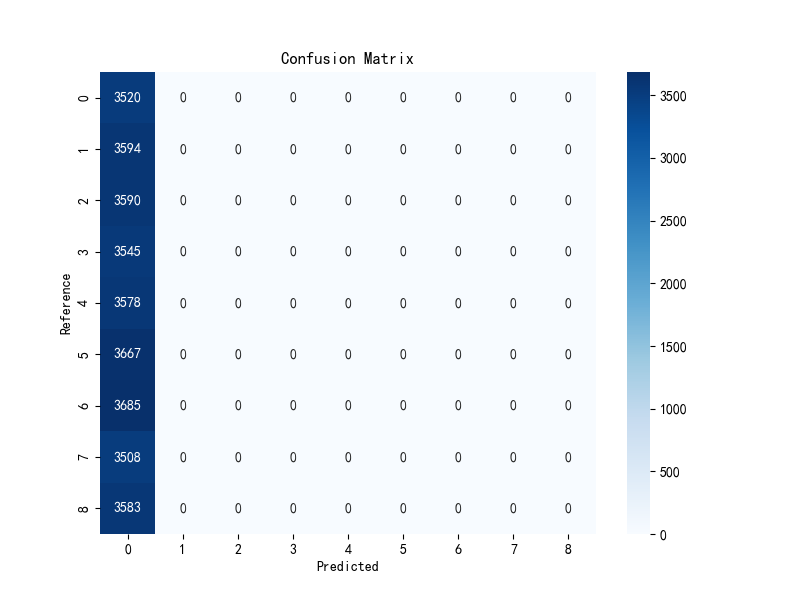 Confusion Matrix
0 3520 0 0 0 0 0 0 0 0
1 3594 0 0 0 0 0 0 0 0
2 3590 0 0 0 0 0 0 0 0
3 3545 0 0 0 0 0 0 0 0
4 3578 0 0 0 0 0 0 0 0
5 3667 0 0 0 0 0 0 0 0
6 3685 0 0 0 0 0 0 0 0
7 3508 0 0 0 0 0 0 0 0
8 3583 0 0 0 0 0 0 0 0
0 1 2 3 4 5 6 7 8
Predicted
Reference
3500
3000
2500
2000
1500
1000
500
0